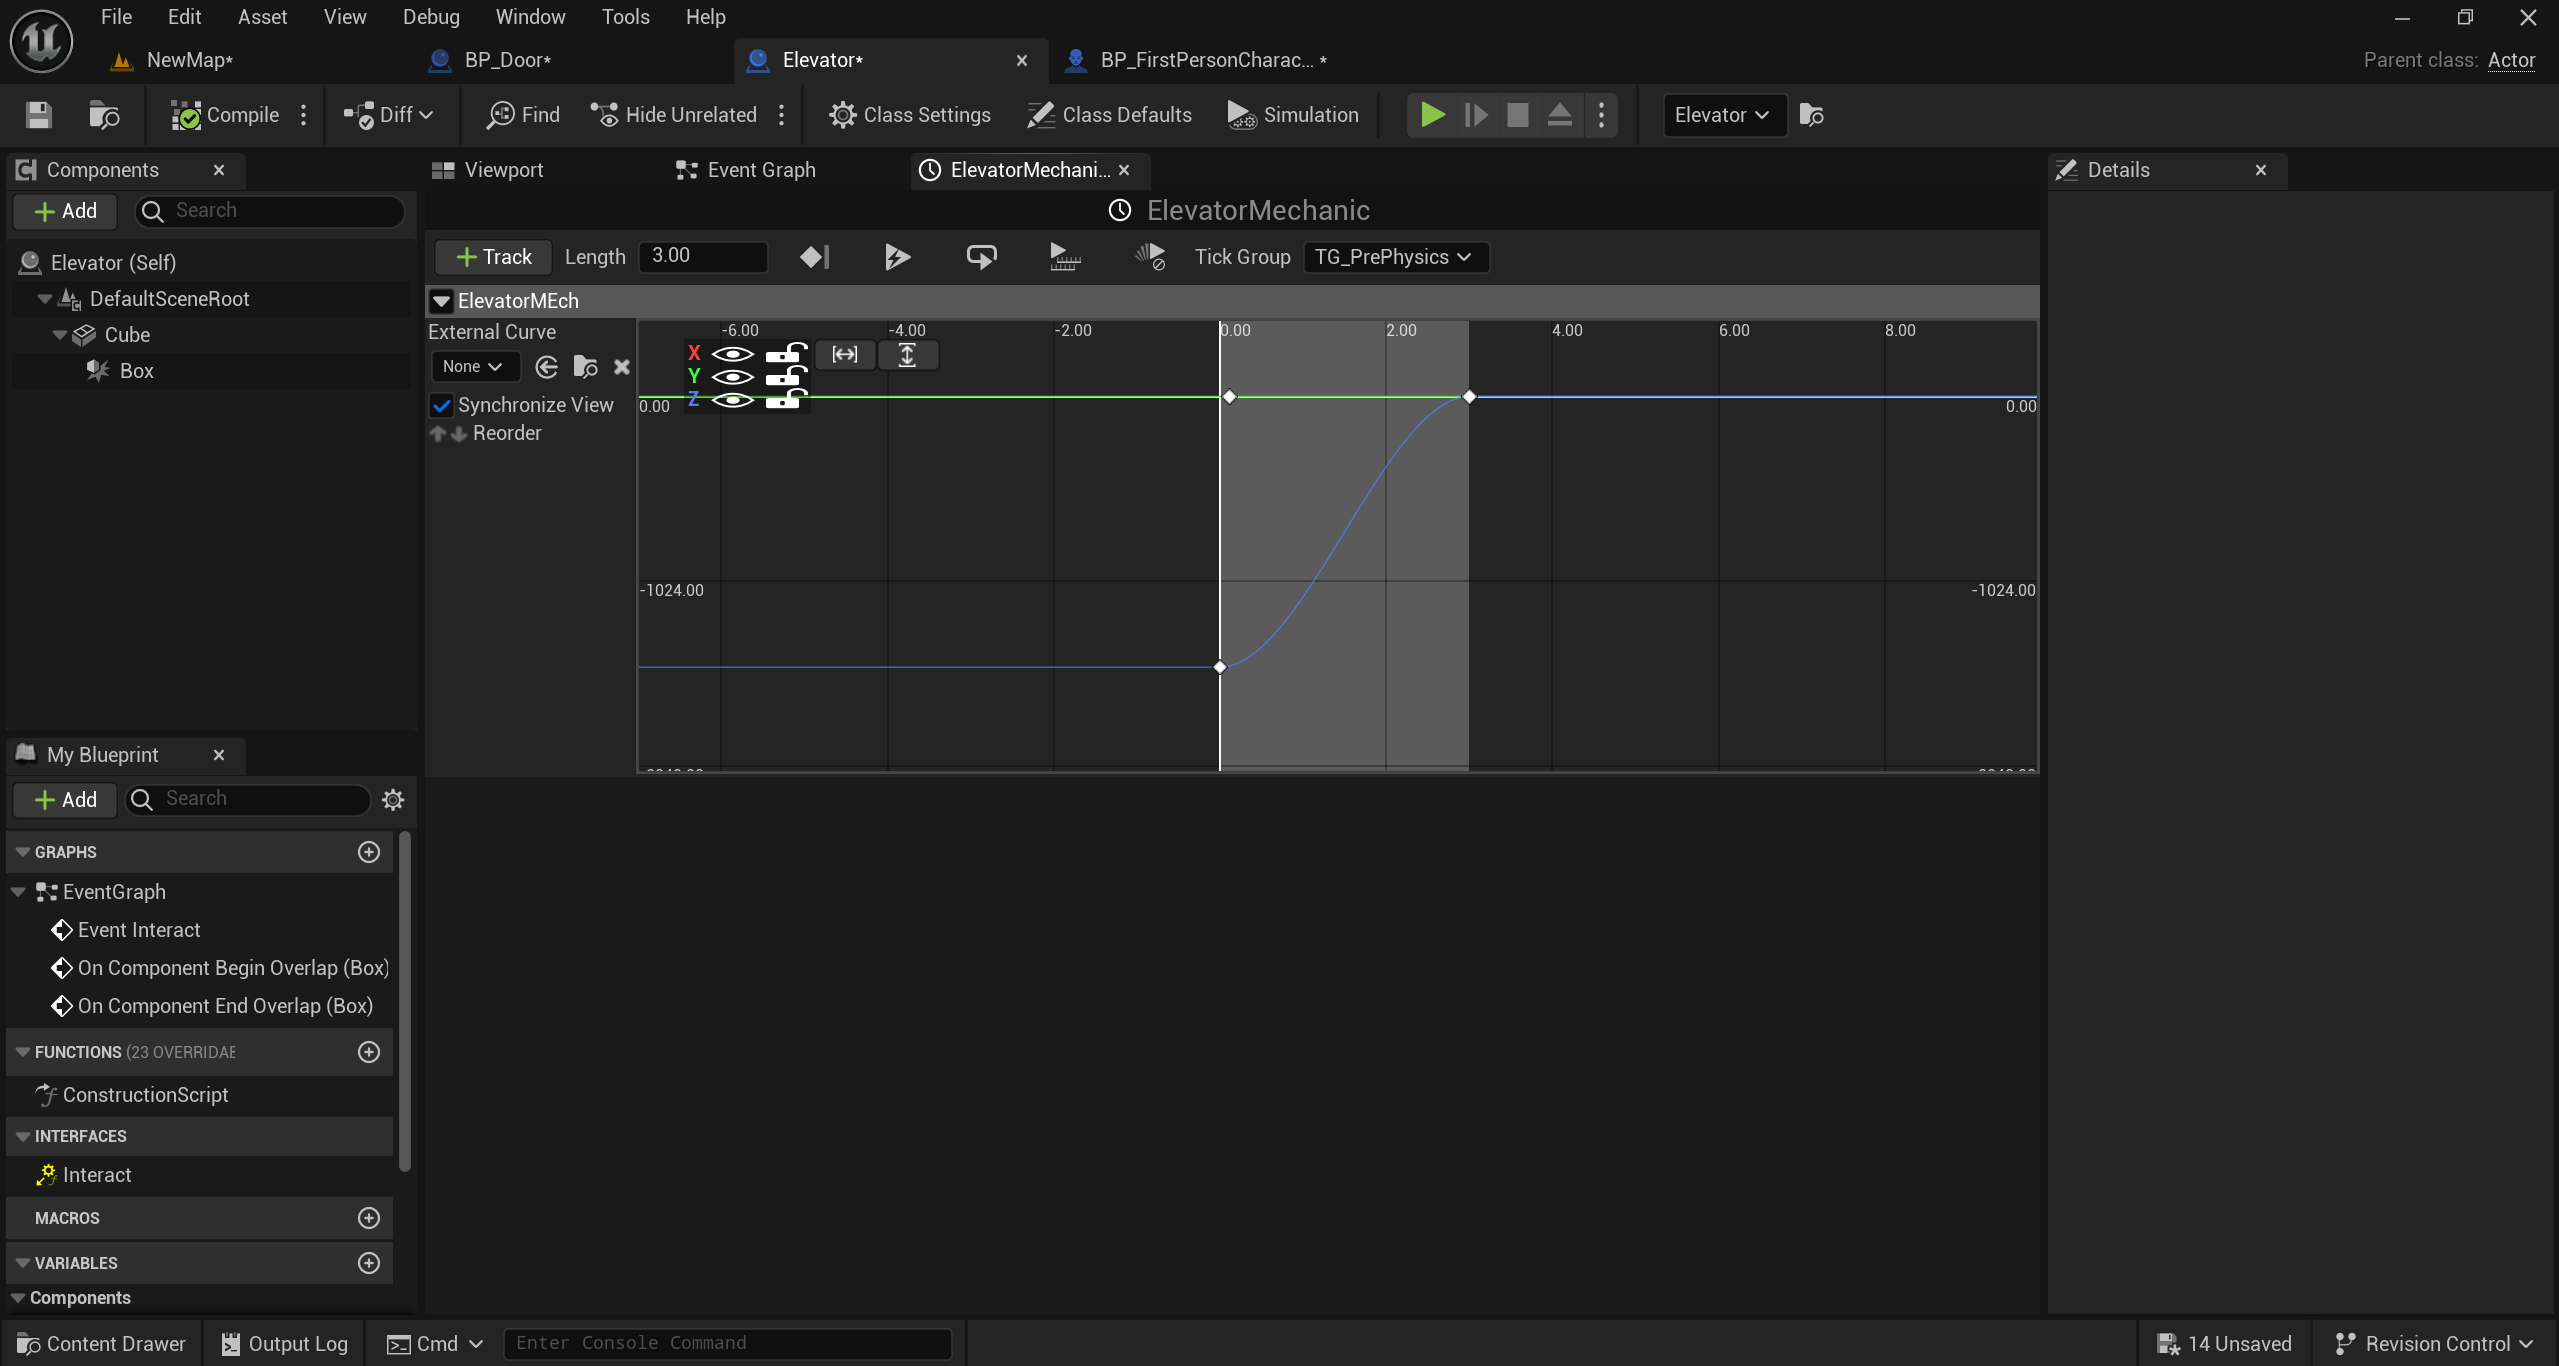 File Edit Asset View Debug Window Tools Help
NewMap* BP_Door* Elevator* BP_FirstPersonCharac... * Parent class: Actor
Compile Diff Find Hide Unrelated Class Settings Class Defaults Simulation Elevator
Components Viewport Event Graph ElevatorMechani... Details
Add Search ElevatorMechanic
Track Length 3.00 Tick Group TG_PrePhysics
Elevator (Self)
DefaultSceneRoot
Cube
Box
ElevatorMEch
External Curve
None
Synchronize View
Reorder
-6.00 -4.00 -2.00 0.00 2.00 4.00 6.00 8.00
X
Y
Z
0.00 0.00
-1024.00 -1024.00
My Blueprint
Add Search
GRAPHS
EventGraph
Event Interact
On Component Begin Overlap (Box)
On Component End Overlap (Box)
FUNCTIONS (23 OVERRIDAE
ConstructionScript
INTERFACES
Interact
MACROS
VARIABLES
Components
Content Drawer Output Log Cmd Enter Console Command 14 Unsaved Revision Control